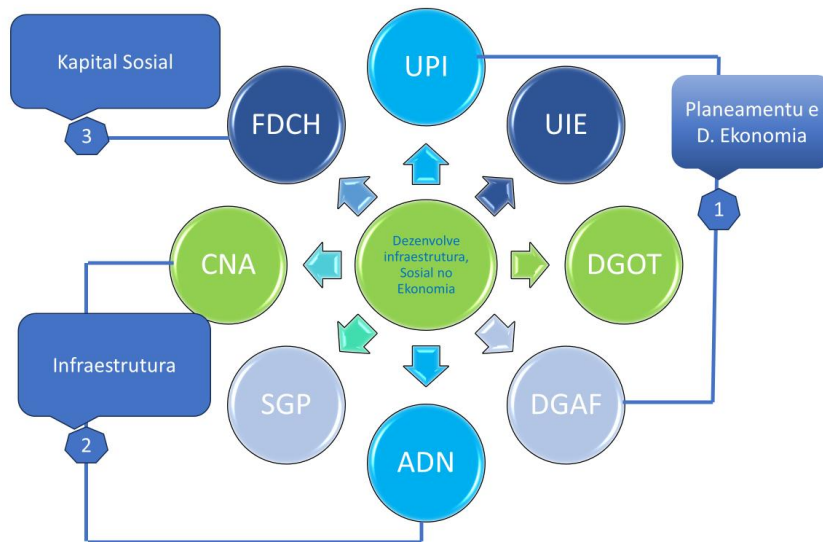 Kapital Sosial
3
FDCH
UPI
UIE
Planeamentu e
D. Ekonomia
1
CNA
Dezenvolve
infraestrutura,
Sosial no
Ekonomia
DGOT
Infraestrutura
2
SGP
ADN
DGAF